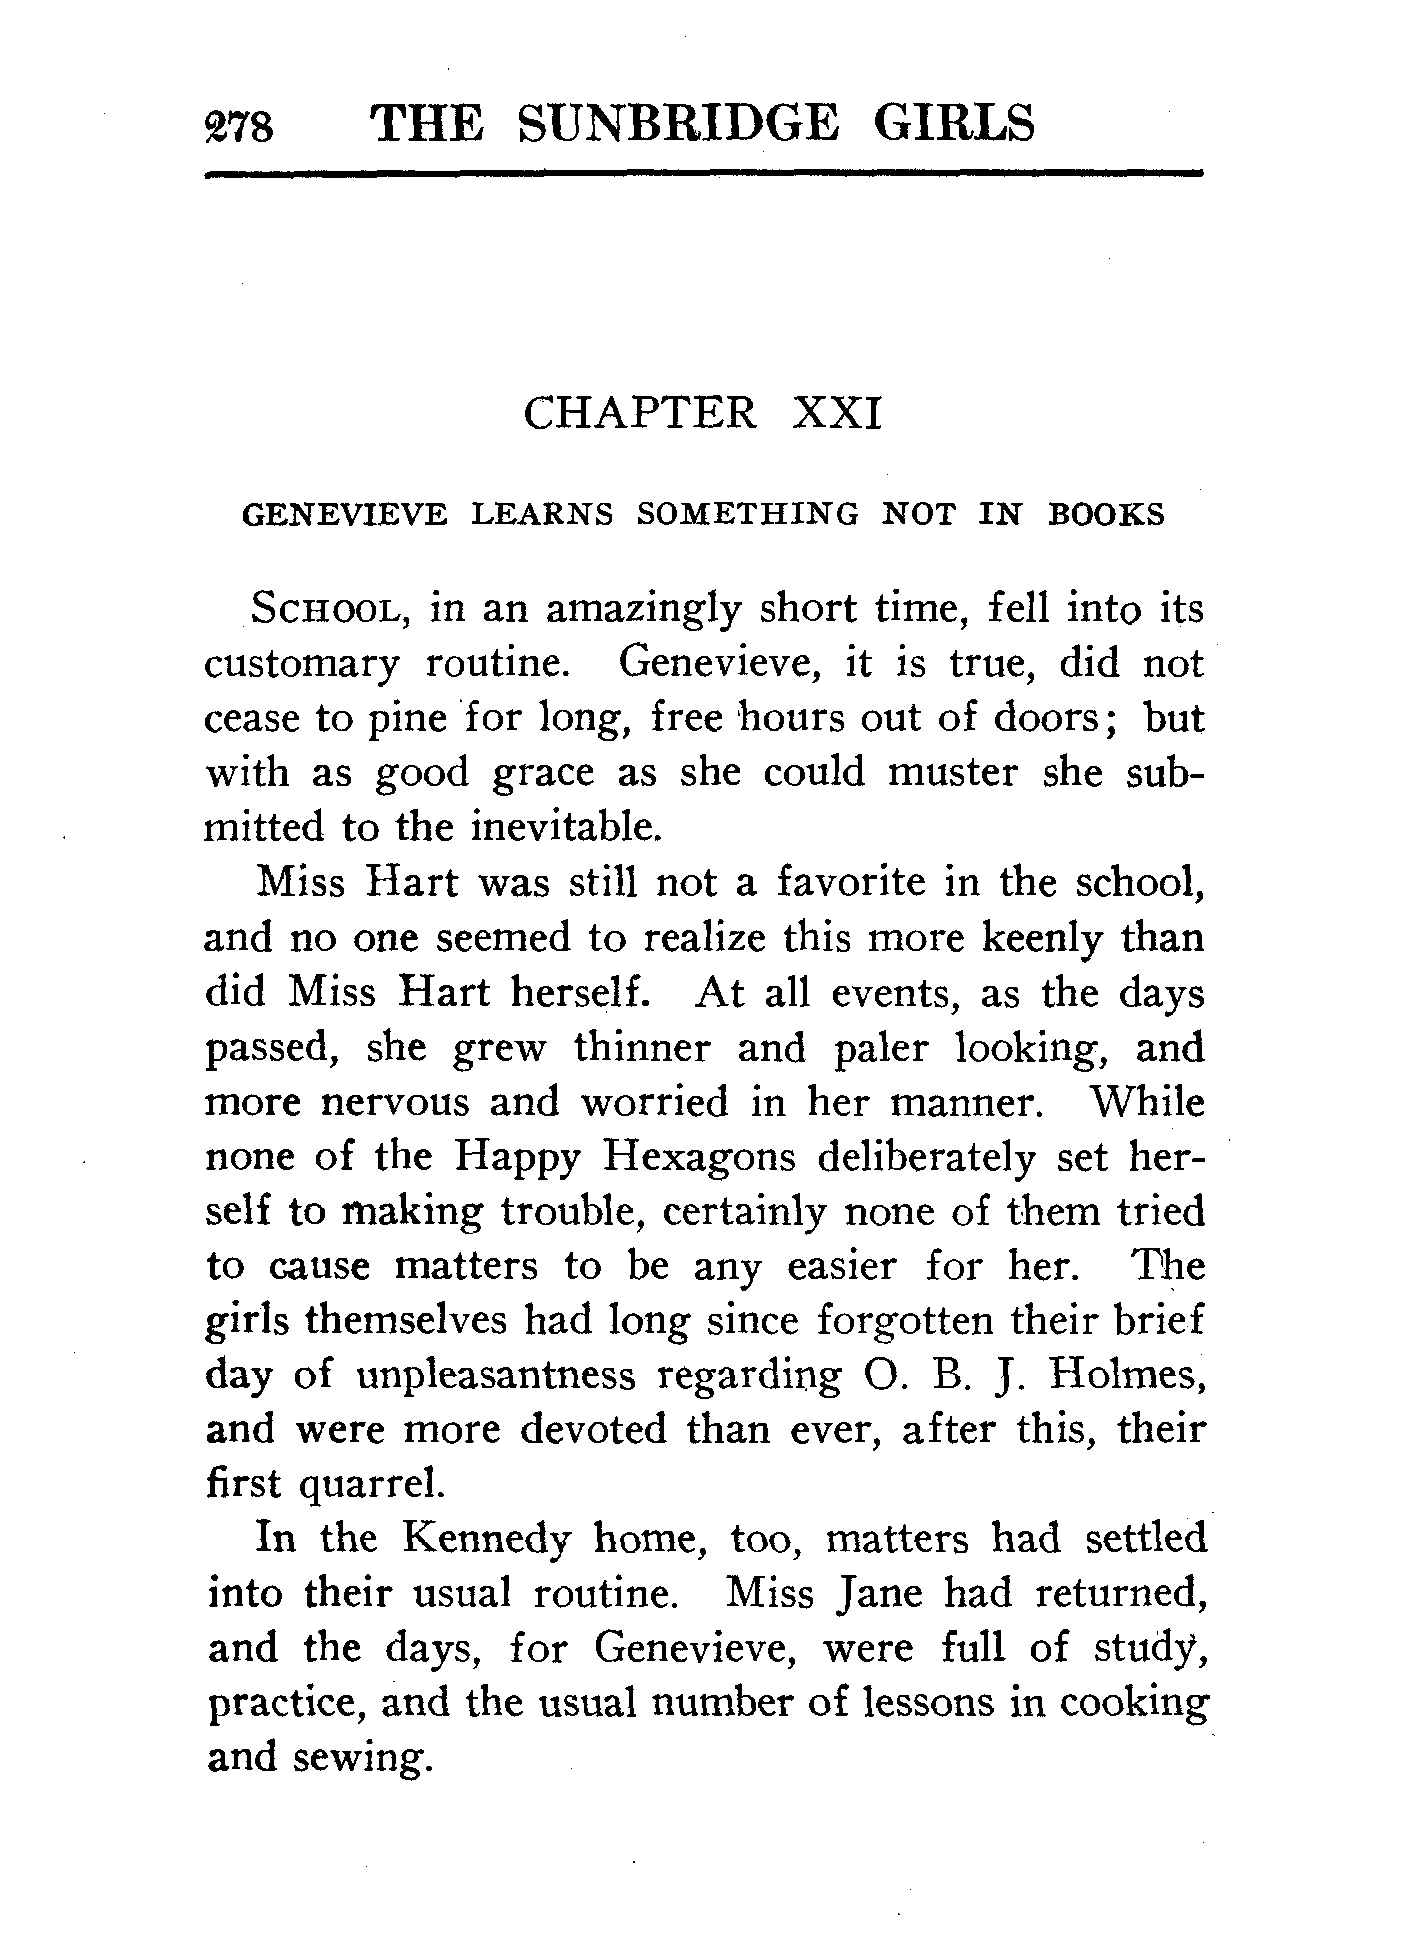 278 THE SUNBRIDGE GIRLS
CHAPTER XXI
GENEVIEVE LEARNS SOMETHING NOT IN BOOKS
SCHOOL, in an amazingly short time, fell into its
customary routine. Genevieve, it is true, did not
cease to pine for long, free hours out of doors; but
with as good grace as she could muster she sub-
mitted to the inevitable.
Miss Hart was still not a favorite in the school,
and no one seemed to realize this more keenly than
did Miss Hart herself. At all events, as the days
passed, she grew thinner and paler looking, and
more nervous and worried in her manner. While
none of the Happy Hexagons deliberately set her-
self to making trouble, certainly none of them tried
to cause matters to be any easier for her. The
girls themselves had long since forgotten their brief
day of unpleasantness regarding O. B. J. Holmes,
and were more devoted than ever, after this, their
first quarrel.
In the Kennedy home, too, matters had settled
into their usual routine. Miss Jane had returned,
and the days, for Genevieve, were full of study,
practice, and the usual number of lessons in cooking
and sewing.